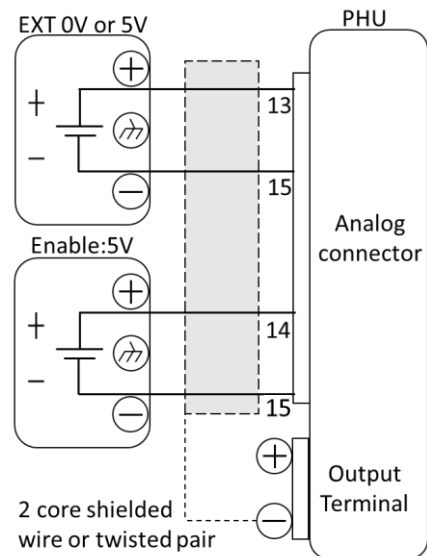 EXT 0V or 5V
PHU
+
+
13
−
−
15
Analog
connector
Enable:5V
+
+
14
−
−
15
+
Output
Terminal
−
2 core shielded
wire or twisted pair